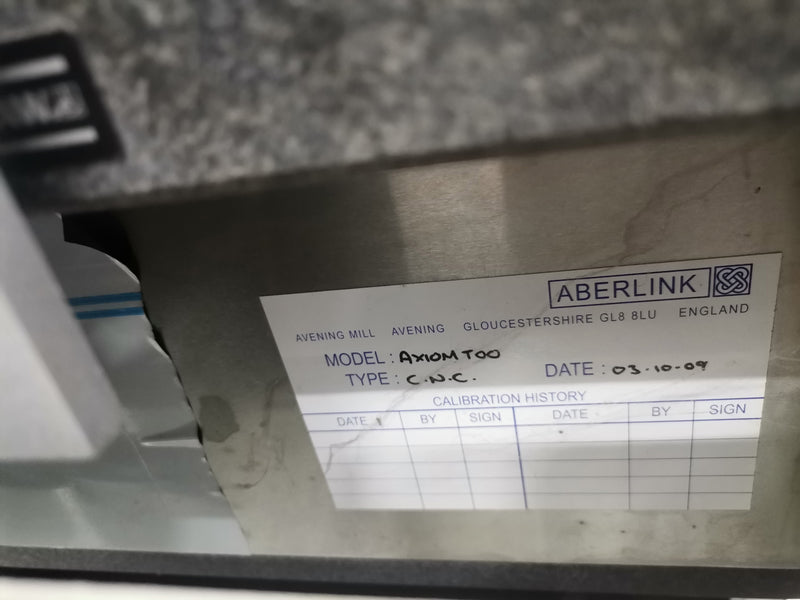 ABERLINK
AVENING MILL AVENING GLOUCESTERSHIRE GL8 8LU ENGLAND
MODEL: AXIOM TOO
TYPE: C.N.C. DATE: 03-10-09
CALIBRATION HISTORY
DATE BY SIGN DATE BY SIGN